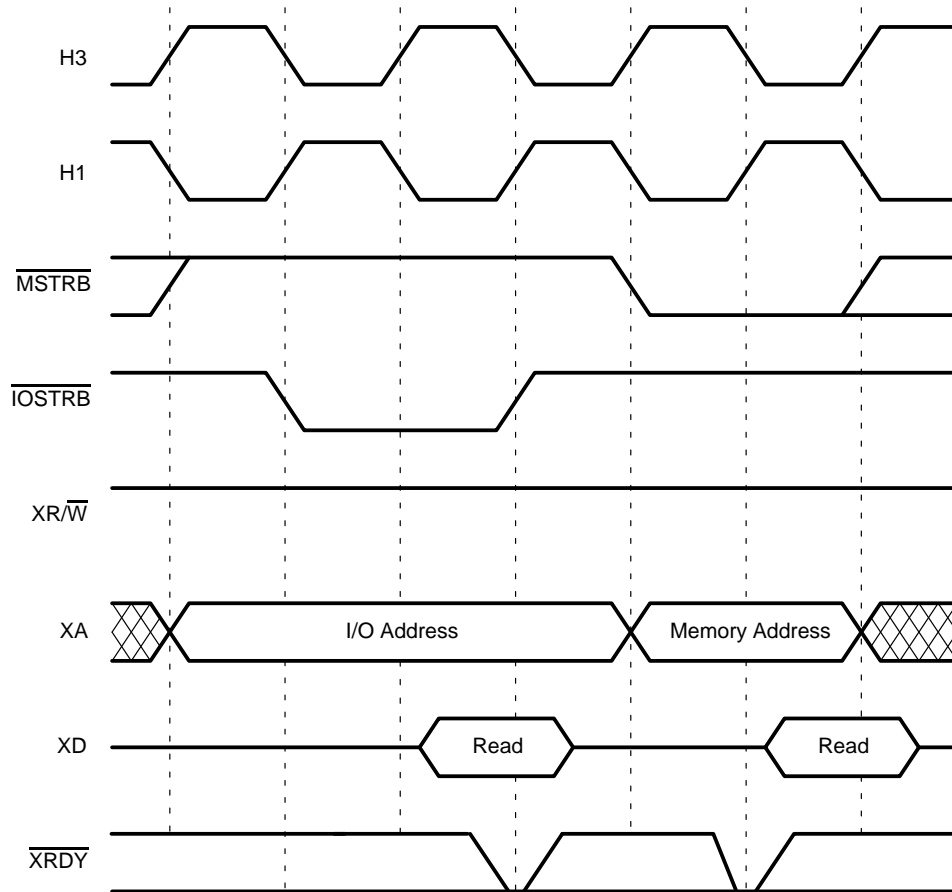 H3
H1
MSTRB
IOSTRB
XR/W
XA
I/O Address
Memory Address
XD
Read
Read
XRDY